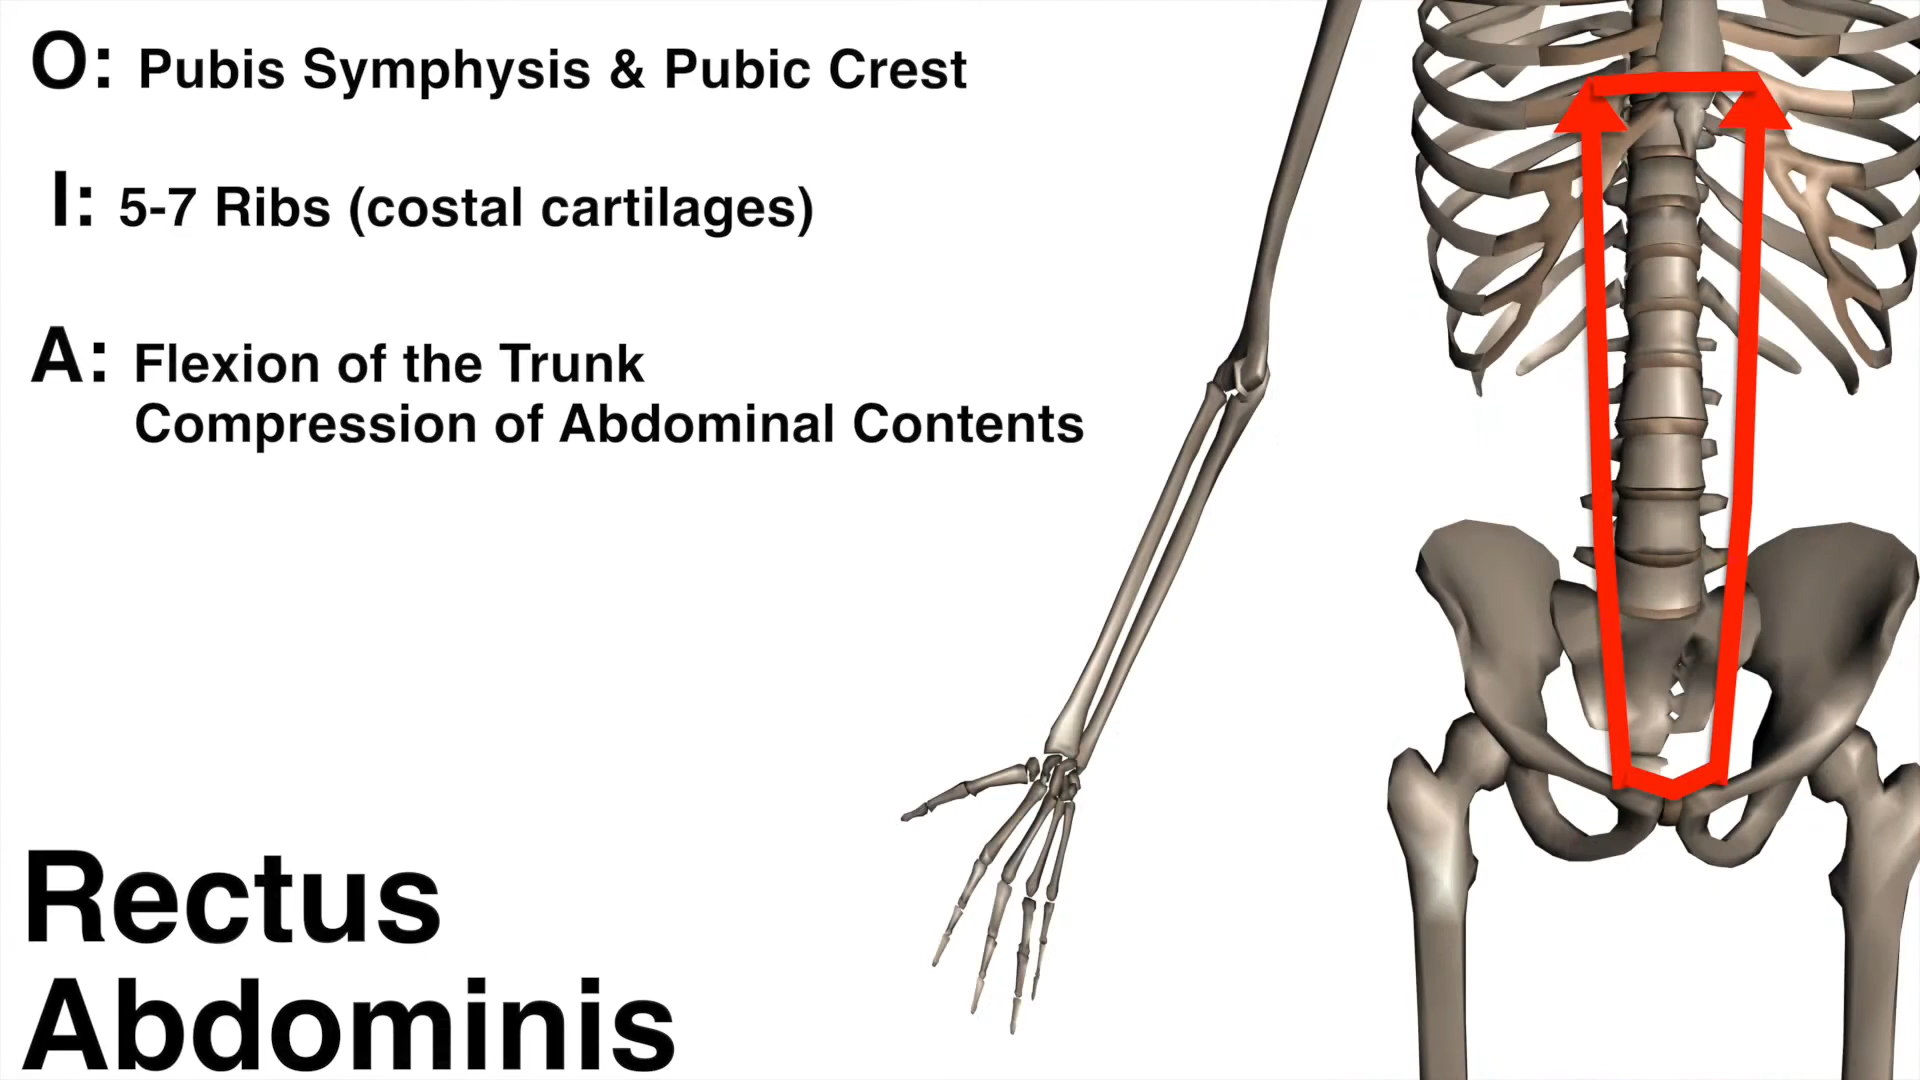 O: Pubis Symphysis & Pubic Crest
I: 5-7 Ribs (costal cartilages)
A: Flexion of the Trunk
Compression of Abdominal Contents
Rectus
Abdominis